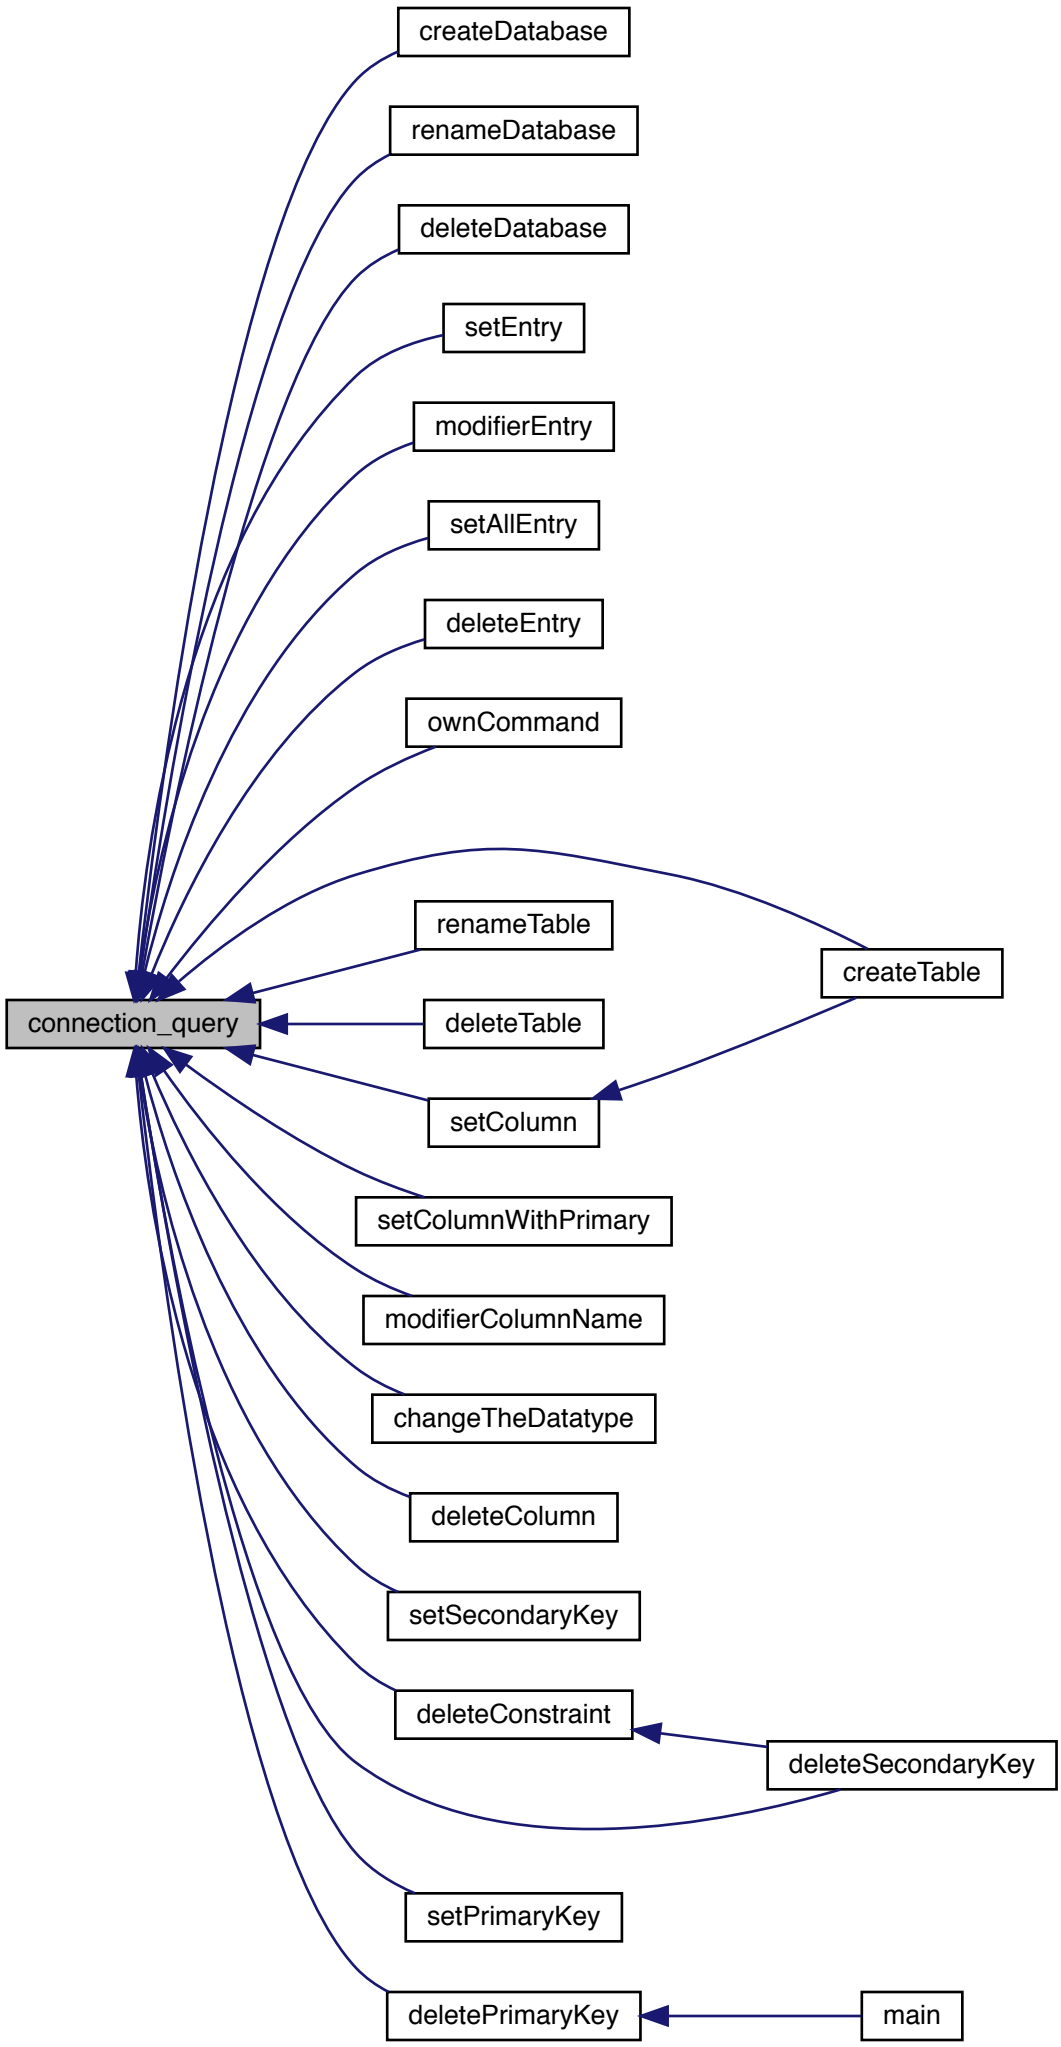 createDatabase
renameDatabase
deleteDatabase
setEntry
modifierEntry
setAllEntry
deleteEntry
ownCommand
renameTable
createTable
connection_query
deleteTable
setColumn
setColumnWithPrimary
modifierColumnName
changeTheDatatype
deleteColumn
setSecondaryKey
deleteConstraint
deleteSecondaryKey
setPrimaryKey
deletePrimaryKey
main